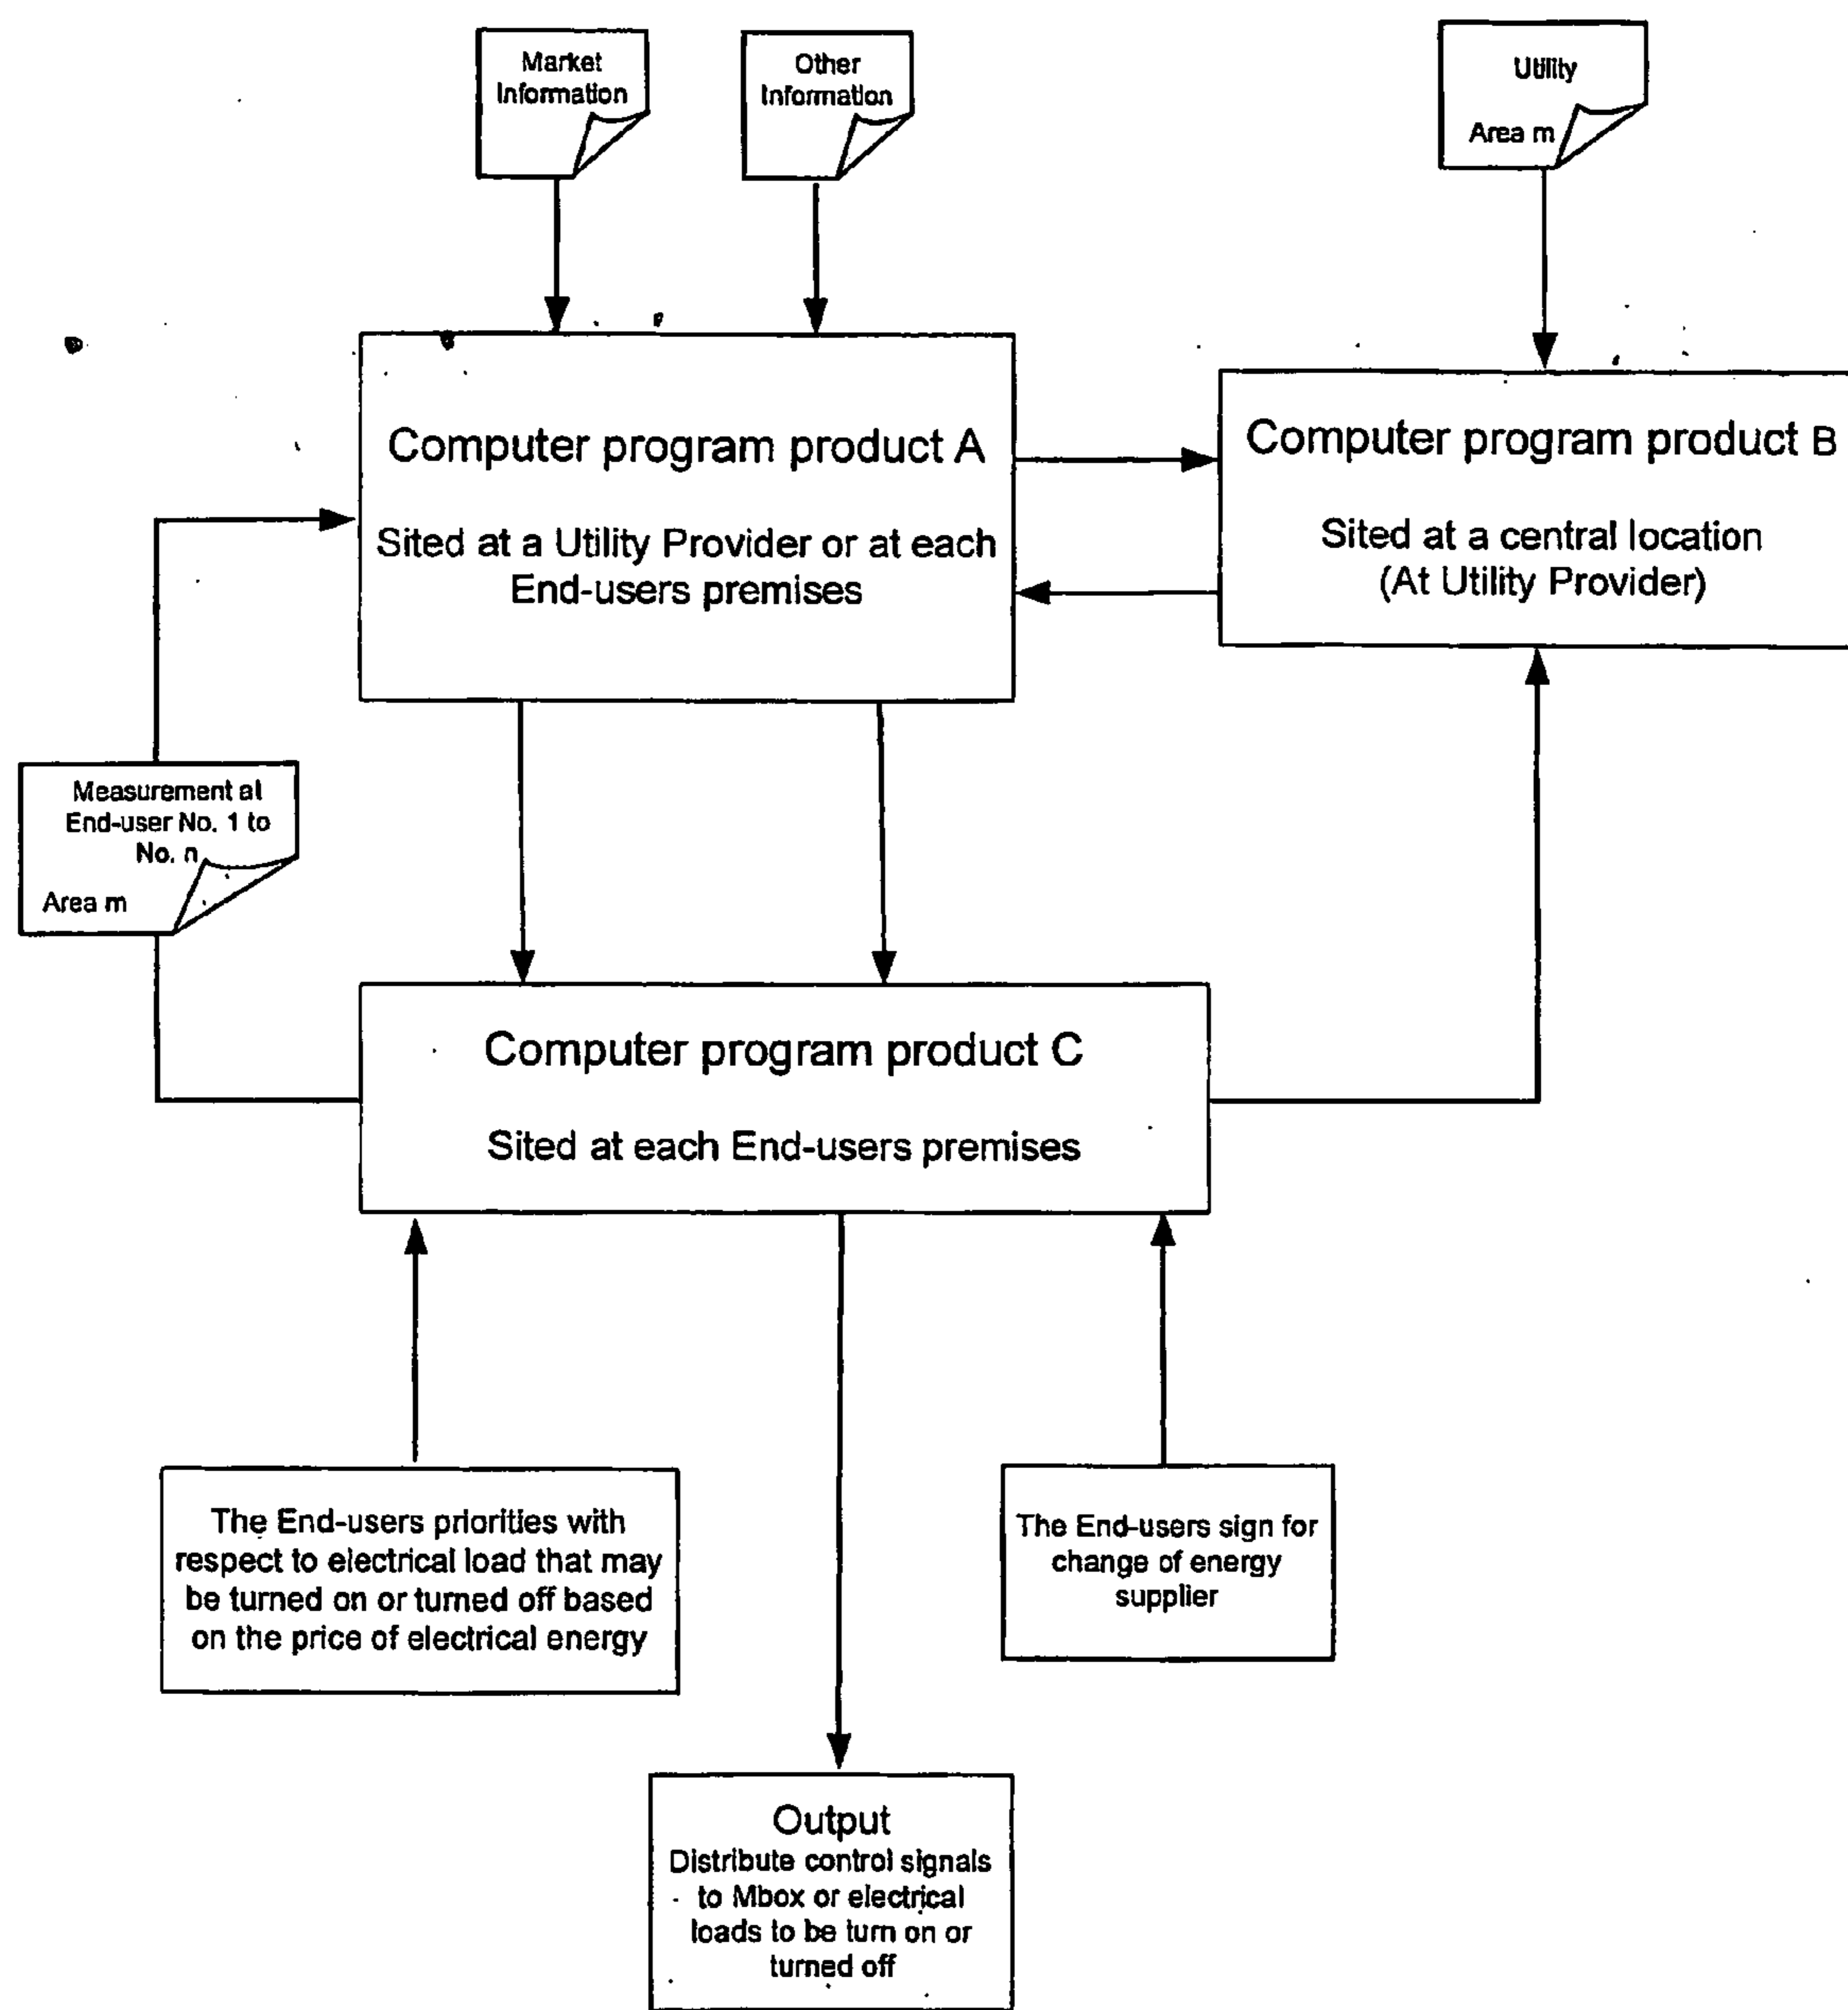 Market
Information
Other
Information
Utility
Area m
Computer program product A
Sited at a Utility Provider or at each
End-users premises
Computer program product B
Sited at a central location
(At Utility Provider)
Measurement at
End-user No. 1 to
No. n
Area m
Computer program product C
Sited at each End-users premises
The End-users priorities with
respect to electrical load that may
be turned on or turned off based
on the price of electrical energy
The End-users sign for
change of energy
supplier
Output
Distribute control signals
to Mbox or electrical
loads to be turn on or
turned off